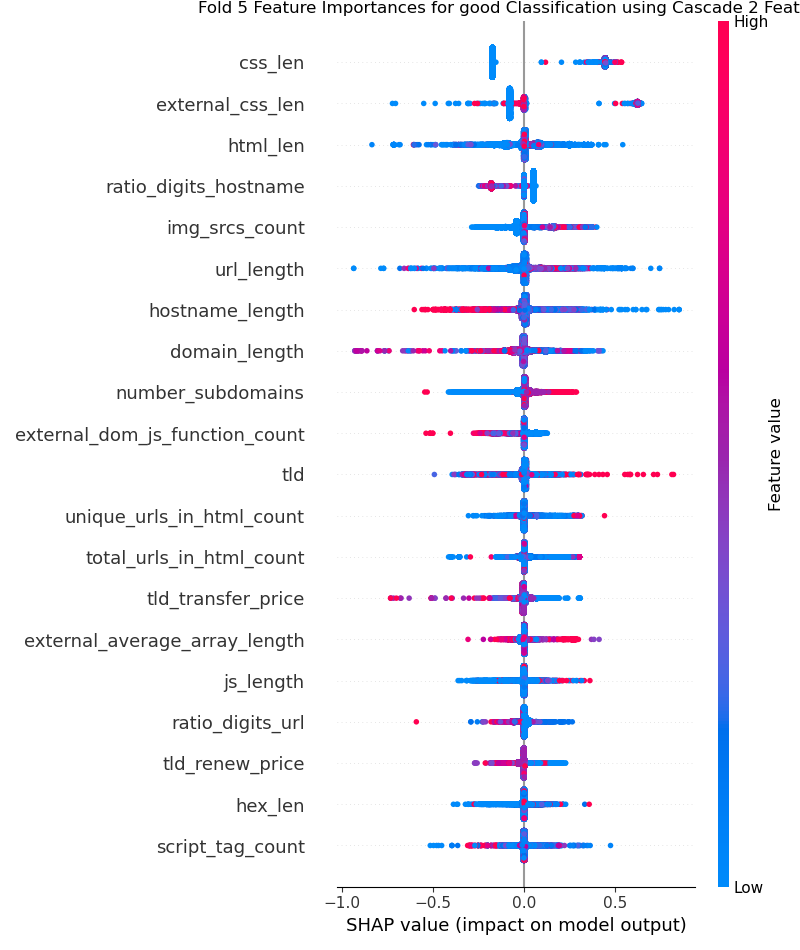 Fold 5 Feature Importances for good Classification using Cascade 2 Feat
High
css_len
external_css_len
html_len
ratio_digits_hostname
img_srcs_count
url_length
hostname_length
domain_length
number_subdomains
external_dom_js_function_count
tld
unique_urls_in_html_count
total_urls_in_html_count
tld_transfer_price
external_average_array_length
js_length
ratio_digits_url
tld_renew_price
hex_len
script_tag_count
Feature value
Low
−1.0 −0.5 0.0 0.5
SHAP value (impact on model output)